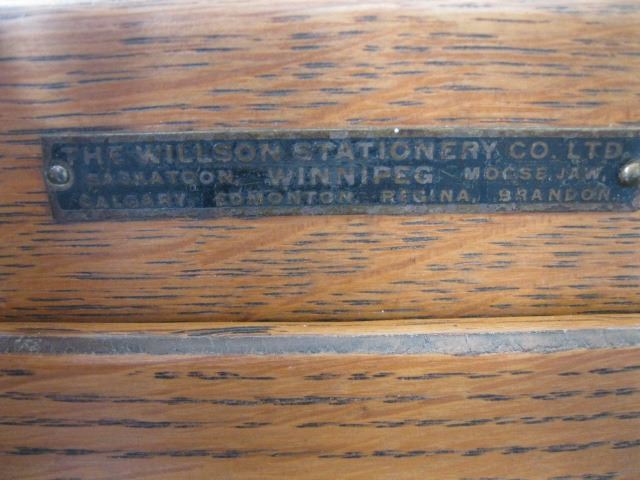 THE WILLSON STATIONERY CO. LTD.
SASKATOON. WINNIPEG MOOSE JAW.
CALGARY. EDMONTON. REGINA. BRANDON.